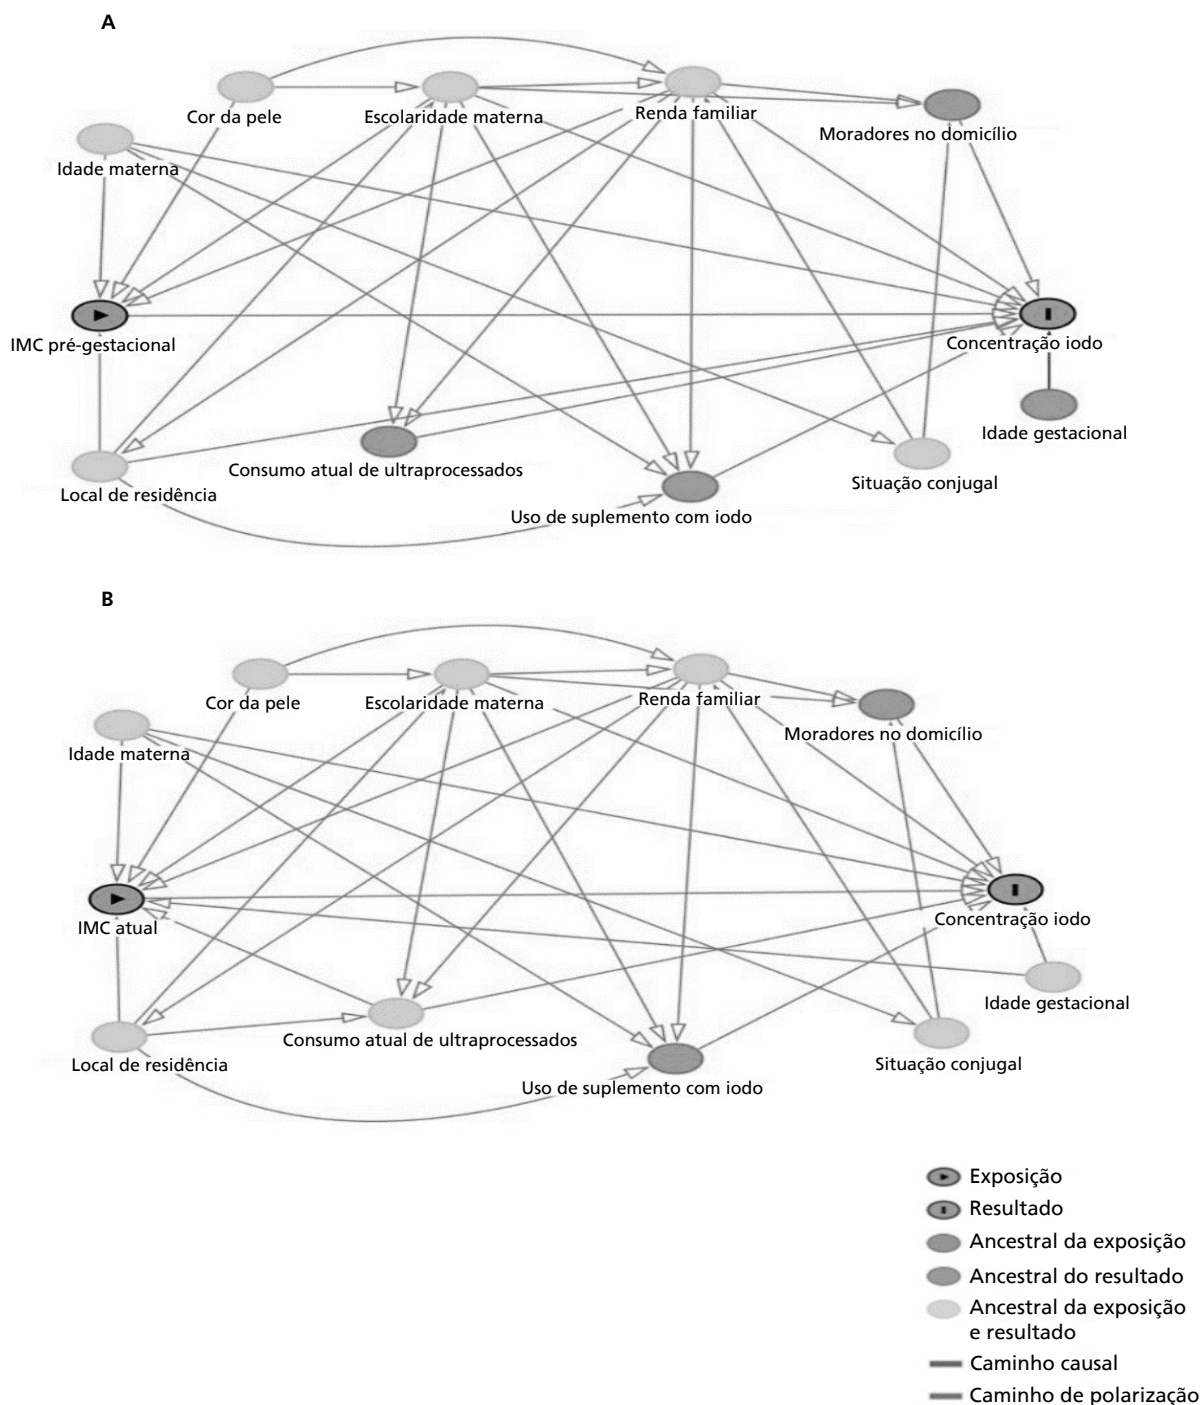 A
Cor da pele
Escolaridade materna
Renda familiar
Moradores no domicílio
Idade materna
IMC pré-gestacional
Concentração iodo
Idade gestacional
Consumo atual de ultraprocessados
Situação conjugal
Local de residência
Uso de suplemento com iodo
B
Cor da pele
Escolaridade materna
Renda familiar
Moradores no domicílio
Idade materna
IMC atual
Concentração iodo
Idade gestacional
Consumo atual de ultraprocessados
Situação conjugal
Local de residência
Uso de suplemento com iodo
Exposição
Resultado
Ancestral da exposição
Ancestral do resultado
Ancestral da exposição
e resultado
Caminho causal
Caminho de polarização